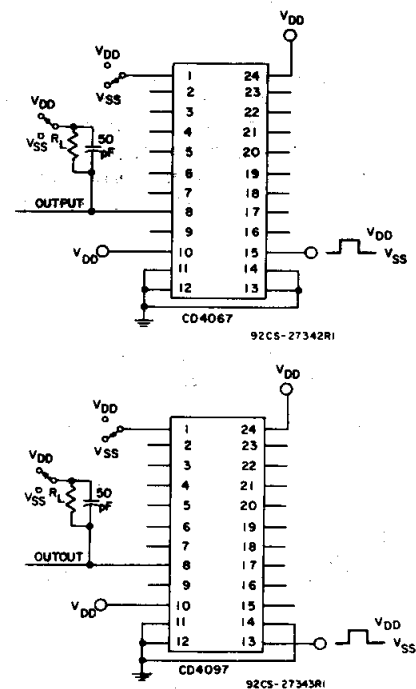 VDD
VDD
VSS
1 24
2 23
VDD
3 22
4 21
VSS RL 50 pF
5 20
6 19
7 18
OUTPUT 8 17
9 16
VDD 10 15 VDD
VSS
11 14
12 13
CD4067
92CS-27342R1
VDD
VDD
VSS
1 24
2 23
VDD
3 22
4 21
VSS RL 50 pF
5 20
6 19
7 18
OUTOUT 8 17
9 16
VDD 10 15
11 14 VDD
12 13 VSS
CD4097
92CS-27343R1